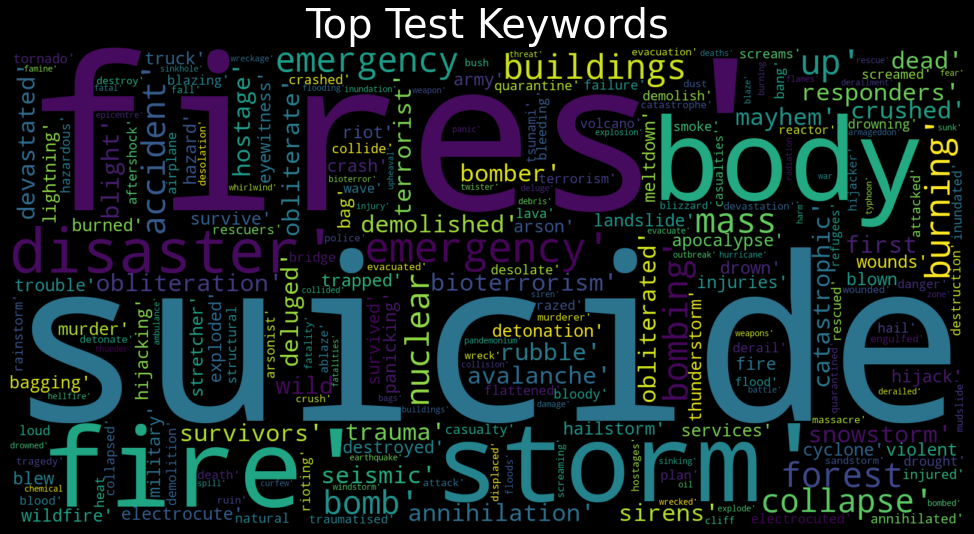 Top Test Keywords
fires'
suicide
body
storm'
fire'
disaster'
emergency
buildings
up'
dead'
responders'
crushed'
mayhem'
burning'
mass
emergency'
tornado'
famine'
destroy'
fatal
truck'
sinkhole'
blazing'
fall'
devastated'
lightning'
hazardous'
blight'
aftershock'
accident'
airplane'
hazard'
desolation'
whirlwind'
hostage'
eyewitness'
obliterate'
crashed'
flooding'
inundation'
riot'
collide'
crash'
bioterror'
wave'
injury'
bag'
terrorist'
bush
army'
threat'
quarantine'
weapon'
panic'
bomber'
twister'
deluge'
debris'
lava
arson'
tsunami'
bleeding'
volcano'
explosion'
terrorism'
failure'
evacuation'
demolish'
catastrophe'
deaths'
dust
smoke'
casualties'
meltdown'
blizzard'
devastation'
screams'
bang'
blaze'
burning
flames'
screamed'
derailment'
rescue'
wreckage'
fear'
drowning'
sunk'
reactor'
armageddon'
radiation'
war'
harm'
typhoon'
hijacker'
refugees'
attacked'
inundated'
burned'
survive'
rescuers'
demolished'
landslide'
evacuate'
apocalypse'
outbreak'
hurricane'
drown'
injuries'
catastrophic'
rescued'
first
wounds'
wounded'
blown
danger'
zone'
destruction'
trouble'
obliteration'
bridge
police'
evacuated'
trapped'
collided'
desolate'
bioterrorism'
siren'
razed'
obliterated'
bombing'
rainstorm'
murder'
detonate'
thunder'
bagging'
hellfire'
hijacking'
ambulance'
stretcher'
exploded'
structural
arsonist'
deluged'
wild
fatality'
ablaze'
fatalities'
crush'
survived'
panicking'
nuclear
murderer'
detonation'
pandemonium'
wreck'
collision'
rubble'
avalanche'
flattened'
bloody'
buildings'
bags'
damage'
thunderstorm'
weapons'
derail'
fire
flood'
battle'
quarantined'
hail'
engulfed'
hijack'
derailed'
massacre'
mudslide'
loud
blew
drowned'
tragedy'
chemical
blood'
wildfire'
collapsed'
heat
military'
demolition'
survivors'
death'
spill'
ruin'
curfew'
electrocute'
natural
rioting'
trauma'
destroyed'
earthquake'
seismic'
windstorm'
bomb'
traumatised'
casualty'
attack'
annihilation'
hailstorm'
displaced'
floods'
screaming'
services'
hostages'
sinking'
sirens'
plan
oil
wrecked'
cliff
explode'
snowstorm'
cyclone'
violent
sandstorm'
drought'
forest
injured'
collapse'
bombed'
electrocuted'
annihilated'